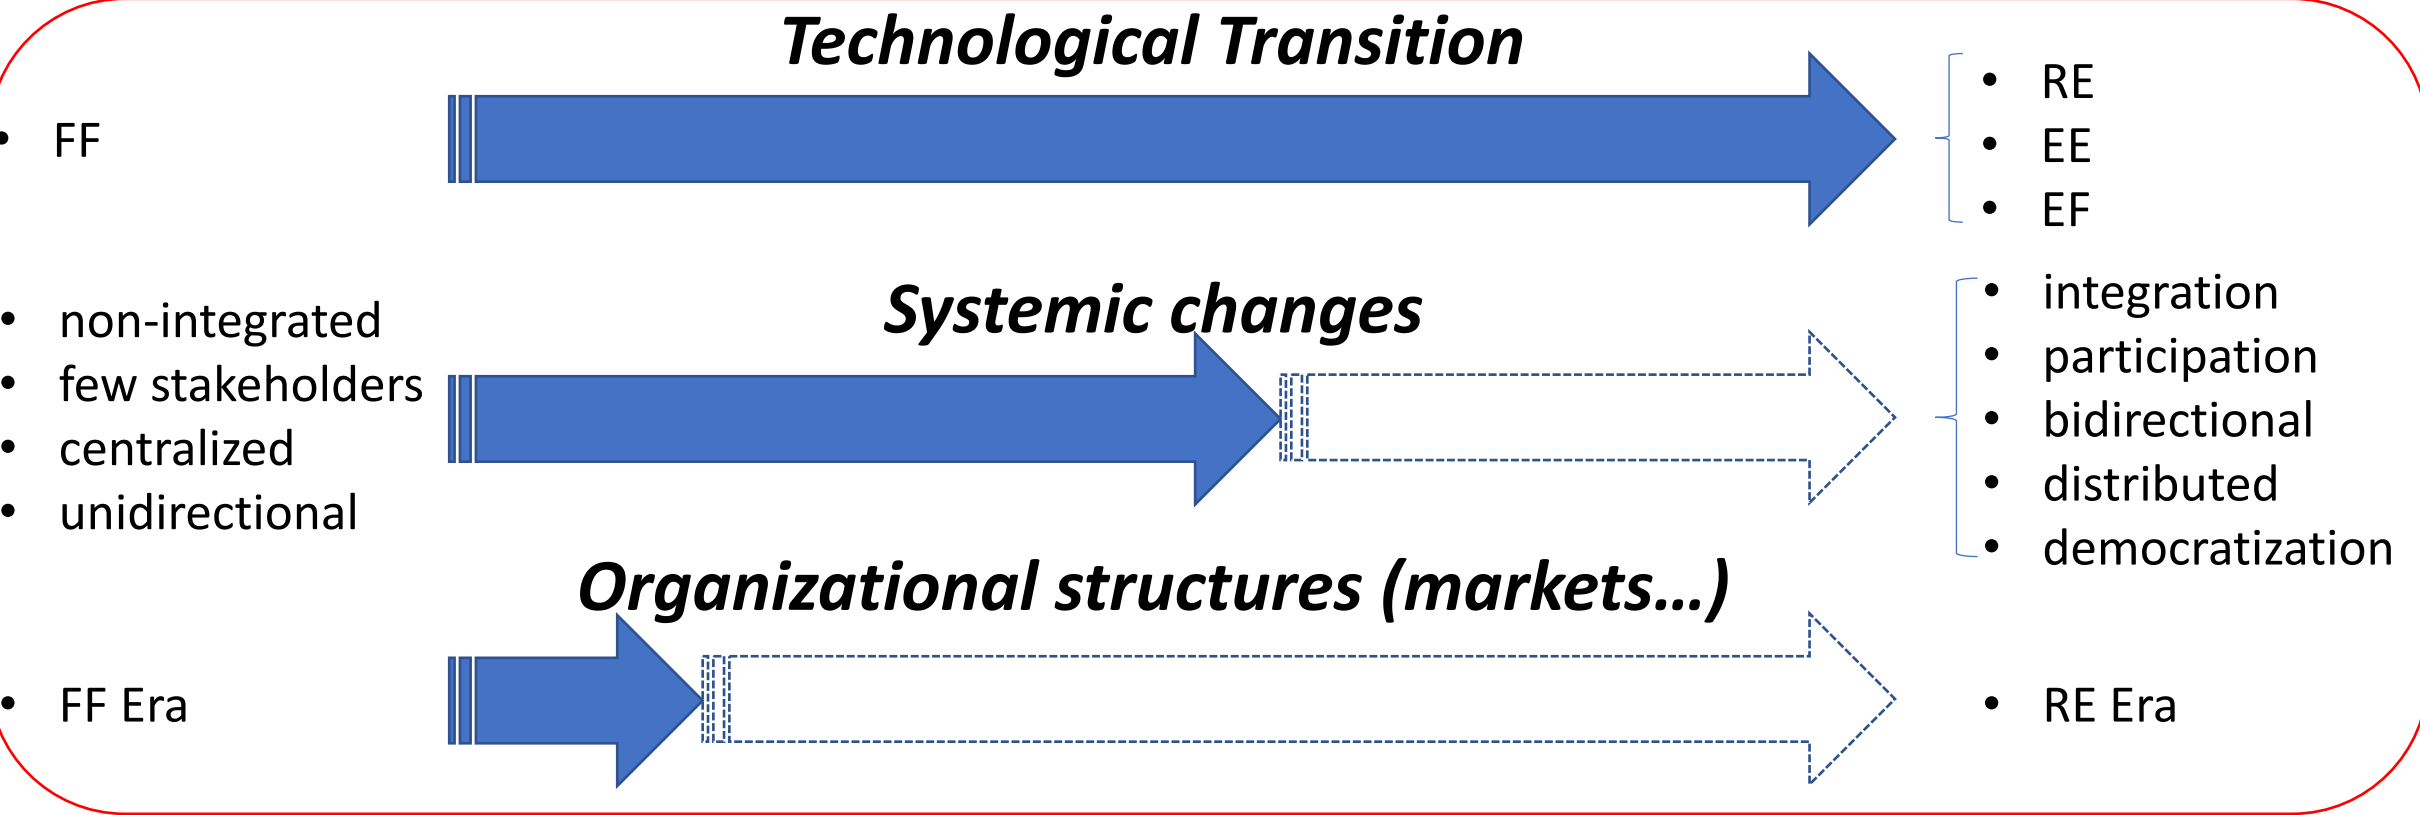 Technological Transition
• FF
• RE
• EE
• EF
Systemic changes
• non-integrated
• few stakeholders
• centralized
• unidirectional
• integration
• participation
• bidirectional
• distributed
• democratization
Organizational structures (markets...)
• FF Era
• RE Era